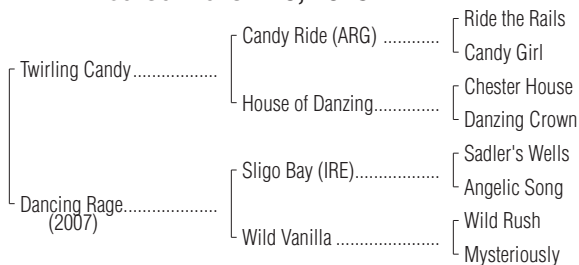 Ride the Rails
Candy Ride (ARG) ............
Candy Girl
Twirling Candy..................
Chester House
House of Danzing..............
Danzing Crown
Sadler's Wells
Sligo Bay (IRE)..................
Angelic Song
Dancing Rage....................
(2007)
Wild Rush
Wild Vanilla ......................
Mysteriously